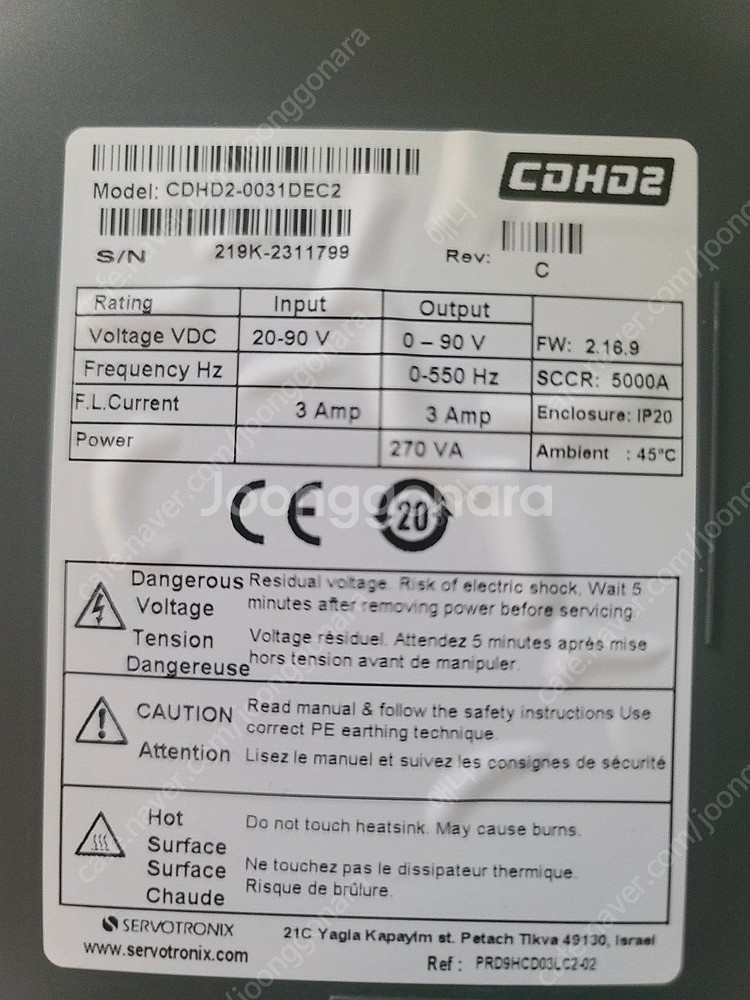 CDHD2
Model: CDHD2-0031DEC2
S/N 219K-2311799
Rev: C
Rating Input Output
Voltage VDC 20-90 V 0 – 90 V FW: 2.16.9
Frequency Hz 0-550 Hz SCCR: 5000A
F.L.Current 3 Amp 3 Amp Enclosure: IP20
Power 270 VA Ambient : 45°C
CE 20
Joonggonara
Dangerous Voltage
Residual voltage. Risk of electric shock, Wait 5
minutes after removing power before servicing
Tension Dangereuse
Voltage résiduel. Attendez 5 minutes après mise
hors tension avant de manipuler.
CAUTION
Read manual & follow the safety instructions Use
correct PE earthing technique.
Attention
Lisez le manuel et suivez les consignes de sécurité
Hot Surface
Do not touch heatsink. May cause burns.
Surface Chaude
Ne touchez pas le dissipateur thermique.
Risque de brûlure.
SERVOTRONIX
www.servotronix.com
21C Yagia Kapayim st. Petach Tikva 49130, Israel
Ref : PRD9HCD03LC2-02
cafe.naver.com/joonggonara